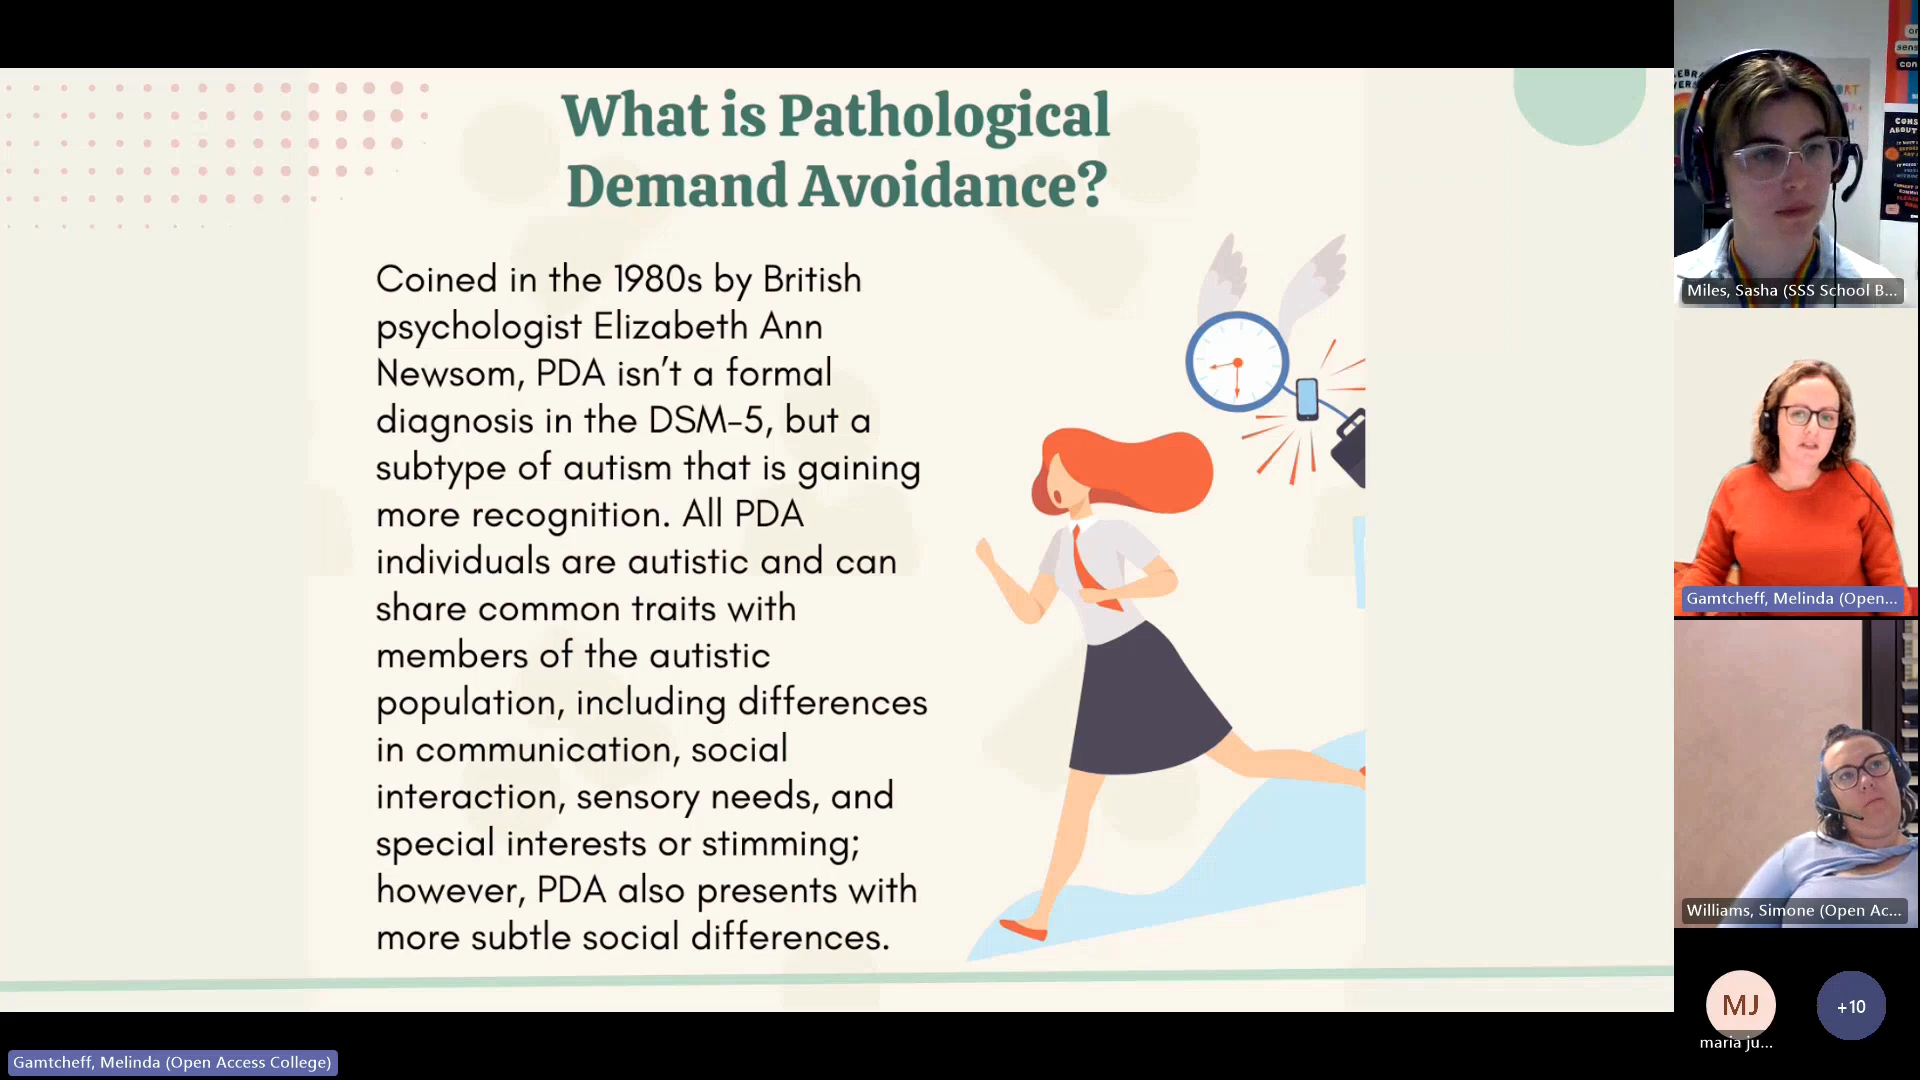 What is Pathological
Demand Avoidance?
Coined in the 1980s by British
psychologist Elizabeth Ann
Newsom, PDA isn't a formal
diagnosis in the DSM-5, but a
subtype of autism that is gaining
more recognition. All PDA
individuals are autistic and can
share common traits with
members of the autistic
population, including differences
in communication, social
interaction, sensory needs, and
special interests or stimming;
however, PDA also presents with
more subtle social differences.
Miles, Sasha (SSS School B...
Gamtcheff, Melinda (Open...
Williams, Simone (Open Ac...
MJ
maria ju...
+10
Gamtcheff, Melinda (Open Access College)
CONS
ABOUT